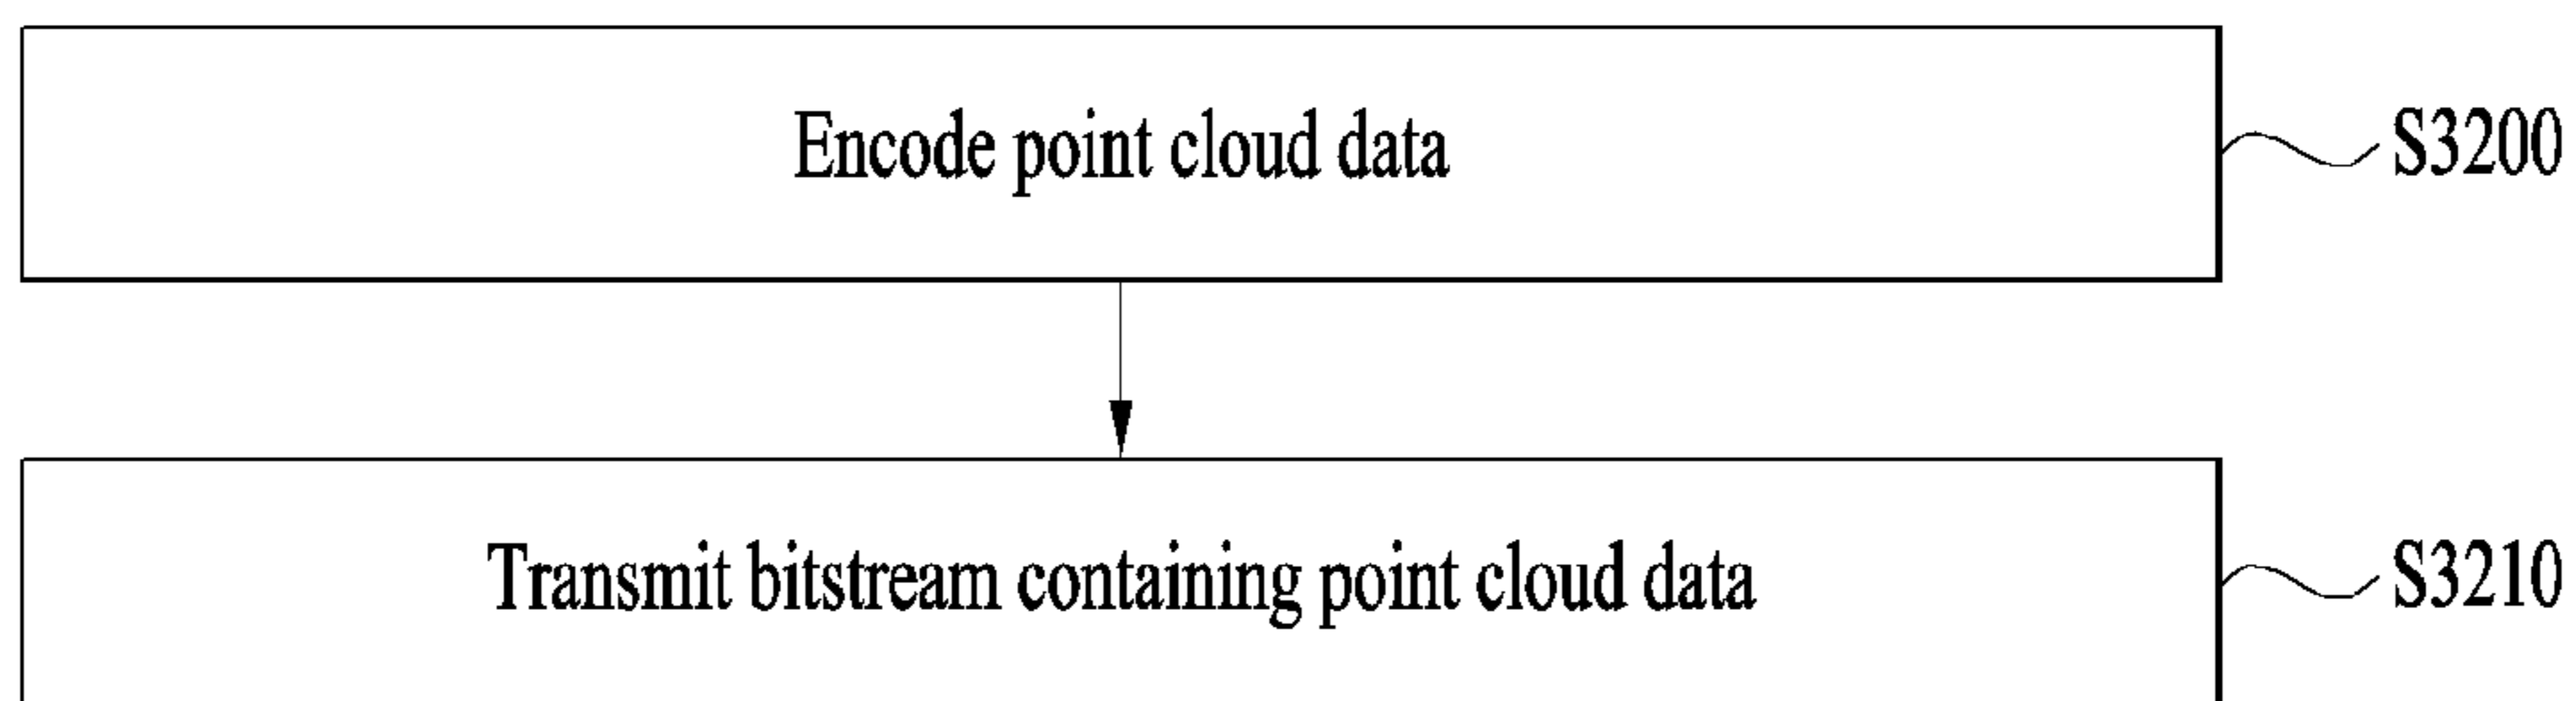 Encode point cloud data
S3200
Transmit bitstream containing point cloud data
S3210